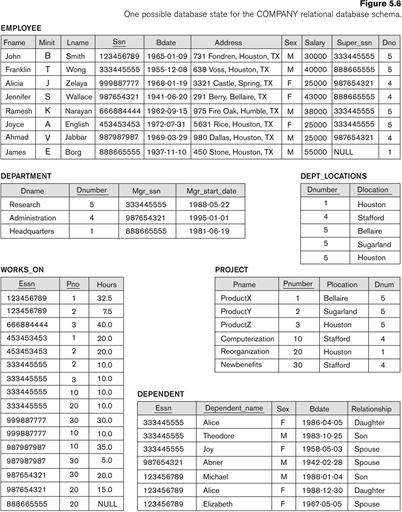 Figure 5.6
One possible database state for the COMPANY relational database schema.
EMPLOYEE
Fname Minit Lname Ssn Bdate Address Sex Salary Super_ssn Dno
John B Smith 123456789 1965-01-09 731 Fondren, Houston, TX M 30000 333445555 5
Franklin T Wong 333445555 1955-12-08 638 Voss, Houston, TX M 40000 888665555 5
Alicia J Zelaya 999887777 1968-01-19 3321 Castle, Spring, TX F 25000 987654321 4
Jennifer S Wallace 987654321 1941-06-20 291 Berry, Bellaire, TX F 43000 888665555 4
Ramesh K Narayan 666884444 1962-09-15 975 Fire Oak, Humble, TX M 38000 333445555 5
Joyce A English 453453453 1972-07-31 5631 Rice, Houston, TX F 25000 333445555 5
Ahmad V Jabbar 987987987 1969-03-29 980 Dallas, Houston, TX M 25000 987654321 4
James E Borg 888665555 1937-11-10 450 Stone, Houston, TX M 55000 NULL 1
DEPARTMENT
Dname Dnumber Mgr_ssn Mgr_start_date
Research 5 333445555 1988-05-22
Administration 4 987654321 1995-01-01
Headquarters 1 888665555 1981-06-19
DEPT_LOCATIONS
Dnumber Dlocation
1 Houston
4 Stafford
5 Bellaire
5 Sugarland
5 Houston
WORKS_ON
Essn Pno Hours
123456789 1 32.5
123456789 2 7.5
666884444 3 40.0
453453453 1 20.0
453453453 2 20.0
333445555 2 10.0
333445555 3 10.0
333445555 10 10.0
333445555 20 10.0
999887777 30 30.0
999887777 10 10.0
987987987 10 35.0
987987987 30 5.0
987654321 30 20.0
987654321 20 15.0
888665555 20 NULL
PROJECT
Pname Pnumber Plocation Dnum
ProductX 1 Bellaire 5
ProductY 2 Sugarland 5
ProductZ 3 Houston 5
Computerization 10 Stafford 4
Reorganization 20 Houston 1
Newbenefits 30 Stafford 4
DEPENDENT
Essn Dependent_name Sex Bdate Relationship
333445555 Alice F 1986-04-05 Daughter
333445555 Theodore M 1983-10-25 Son
333445555 Joy F 1958-05-03 Spouse
987654321 Abner M 1942-02-28 Spouse
123456789 Michael M 1988-01-04 Son
123456789 Alice F 1988-12-30 Daughter
123456789 Elizabeth F 1967-05-05 Spouse